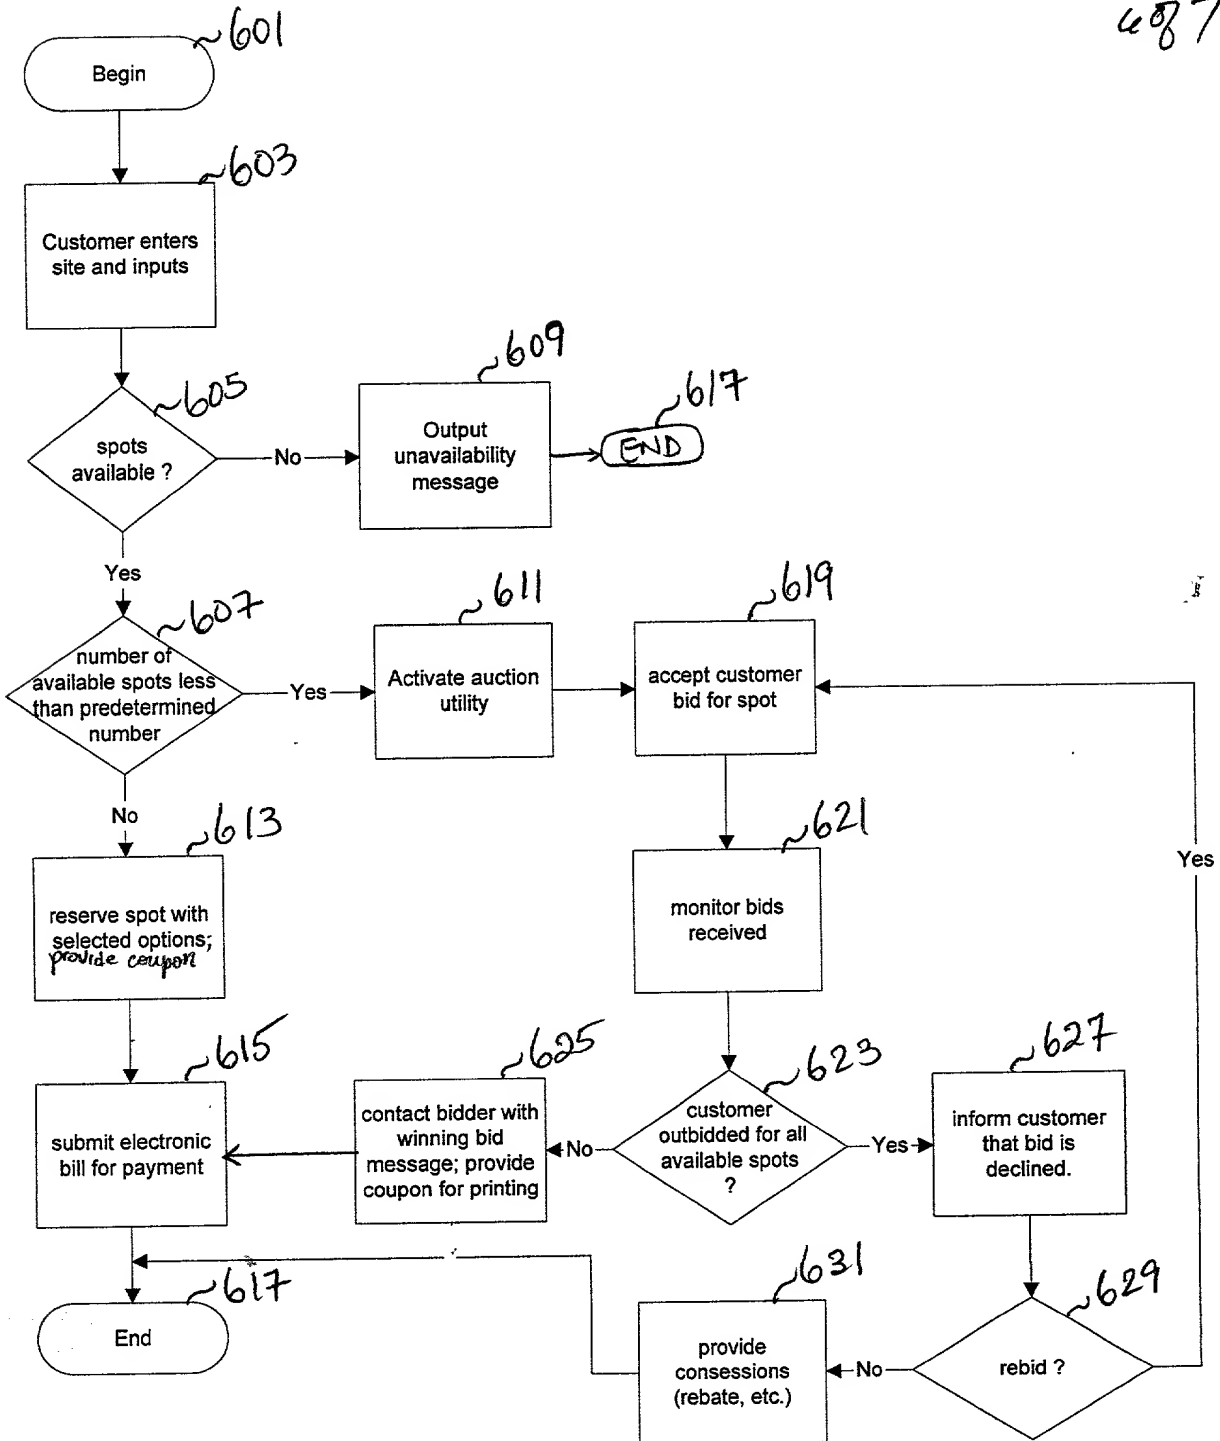 6 of 7
601
Begin
603
Customer enters
site and inputs
605
spots
available ?
No
609
Output
unavailability
message
617
END
Yes
607
number of
available spots less
than predetermined
number
Yes
611
Activate auction
utility
619
accept customer
bid for spot
No
613
reserve spot with
selected options;
provide coupon
621
monitor bids
received
Yes
615
submit electronic
bill for payment
625
contact bidder with
winning bid
message; provide
coupon for printing
No
623
customer
outbidded for all
available spots
?
Yes
627
inform customer
that bid is
declined.
617
End
631
provide
consessions
(rebate, etc.)
No
629
rebid ?